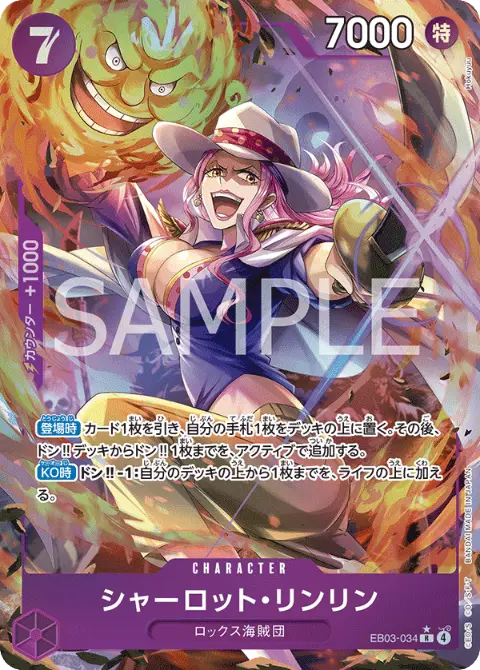 7
7000 特
カウンター +1000
SAMPLE
登場時 カード1枚を引き、自分の手札1枚をデッキの上に置く。その後、
ドン!!デッキからドン!!1枚までを、アクティブで追加する。
KO時 ドン!!-1:自分のデッキの上から1枚までを、ライフの上に加え
る。
CHARACTER
シャーロット・リンリン
ロックス海賊団
EB03-034 R 4
BANDAI MADE IN JAPAN